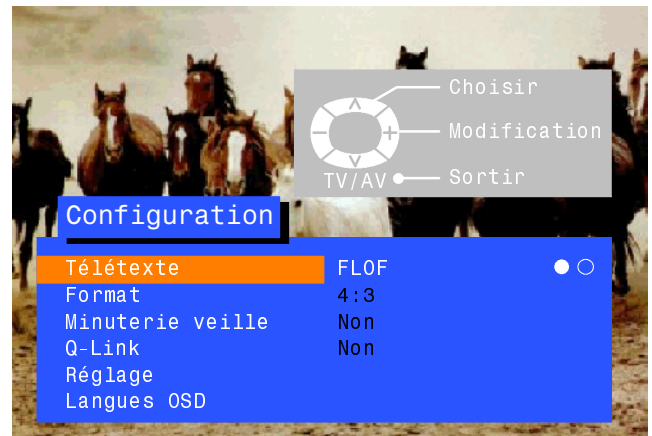 Choisir
Modification
TV/AV Sortir
Configuration
Télétexte FLOF
Format 4:3
Minuterie veille Non
Q-Link Non
Réglage
Langues OSD